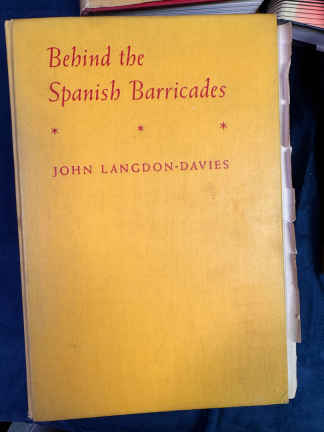 Behind the
Spanish Barricades
* * *
JOHN LANGDON-DAVIES